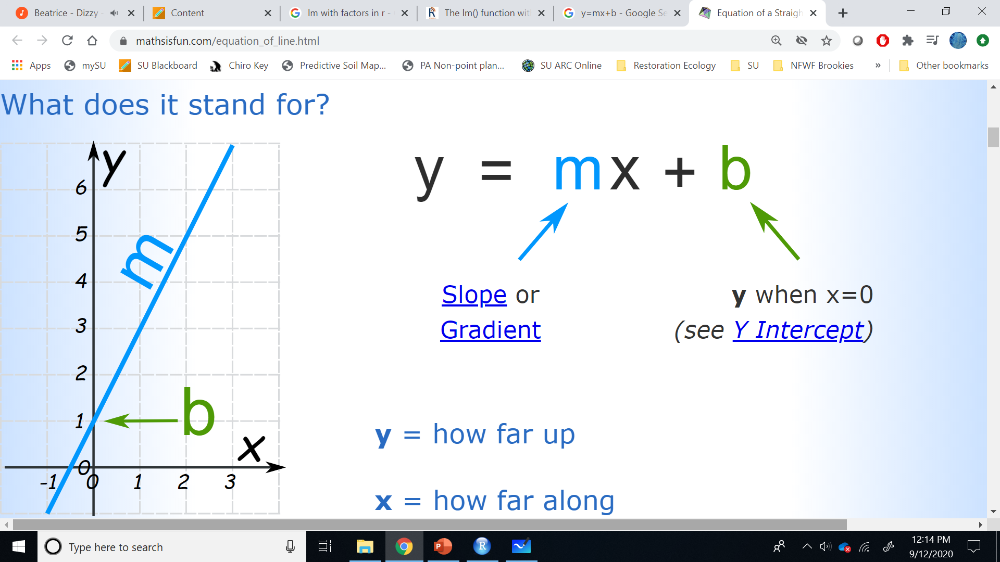 Beatrice - Dizzy
Content
lm with factors in r -
The lm() function wit
y=mx+b - Google Se
Equation of a Straigh
mathsisfun.com/equation_of_line.html
Apps
mySU
SU Blackboard
Chiro Key
Predictive Soil Map...
PA Non-point plan...
SU ARC Online
Restoration Ecology
SU
NFWF Brookies
»
Other bookmarks
What does it stand for?
y
6
5
4
3
2
1
0
-1 0 1 2 3
m
b
x
y = mx + b
Slope or
Gradient
y when x=0
(see Y Intercept)
y = how far up
x = how far along
Type here to search
P
R
12:14 PM
9/12/2020